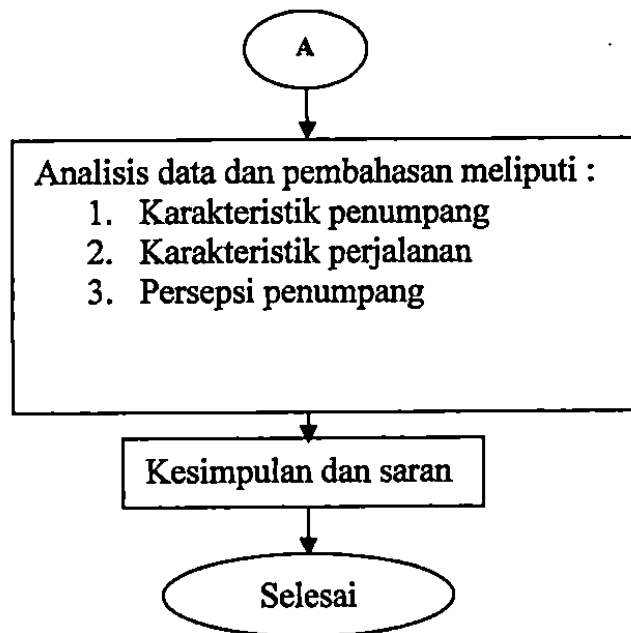 A
Analisis data dan pembahasan meliputi :
1. Karakteristik penumpang
2. Karakteristik perjalanan
3. Persepsi penumpang
Kesimpulan dan saran
Selesai